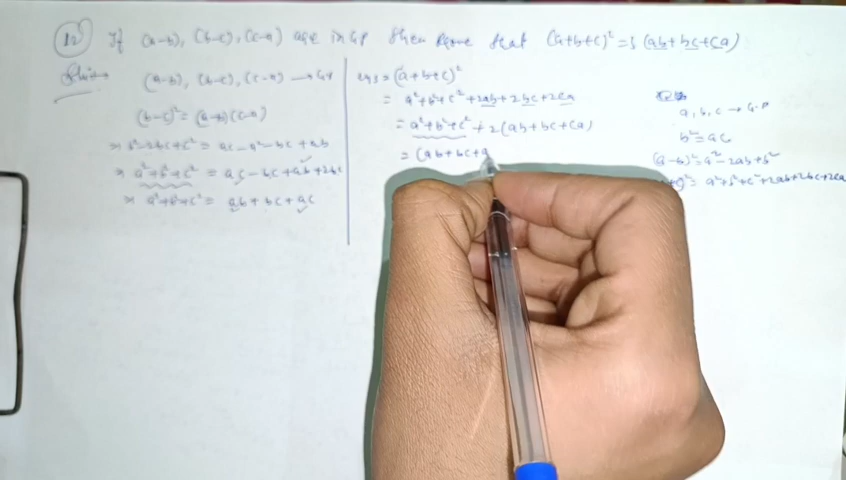 12 If (a-b), (b-c), (c-a) are in GP then prove that (a+b+c)² = 3 (ab+bc+ca)
(a-b), (b-c), (c-a) → GP
(b-c)² = (a-b)(c-a)
⇒ b²-2bc+c² = ac-a²-bc+ab
⇒ a²+b²+c² = ac-bc+ab+2bc
⇒ a²+b²+c² = ab+bc+ac
LHS = (a+b+c)²
= a²+b²+c²+2ab+2bc+2ca
= a²+b²+c²+2(ab+bc+ca)
= (ab+bc+a
a, b, c → G.P
b² = ac
(a-b)² = a²-2ab+b²
)² = a²+b²+c²+2ab+2bc+2ca